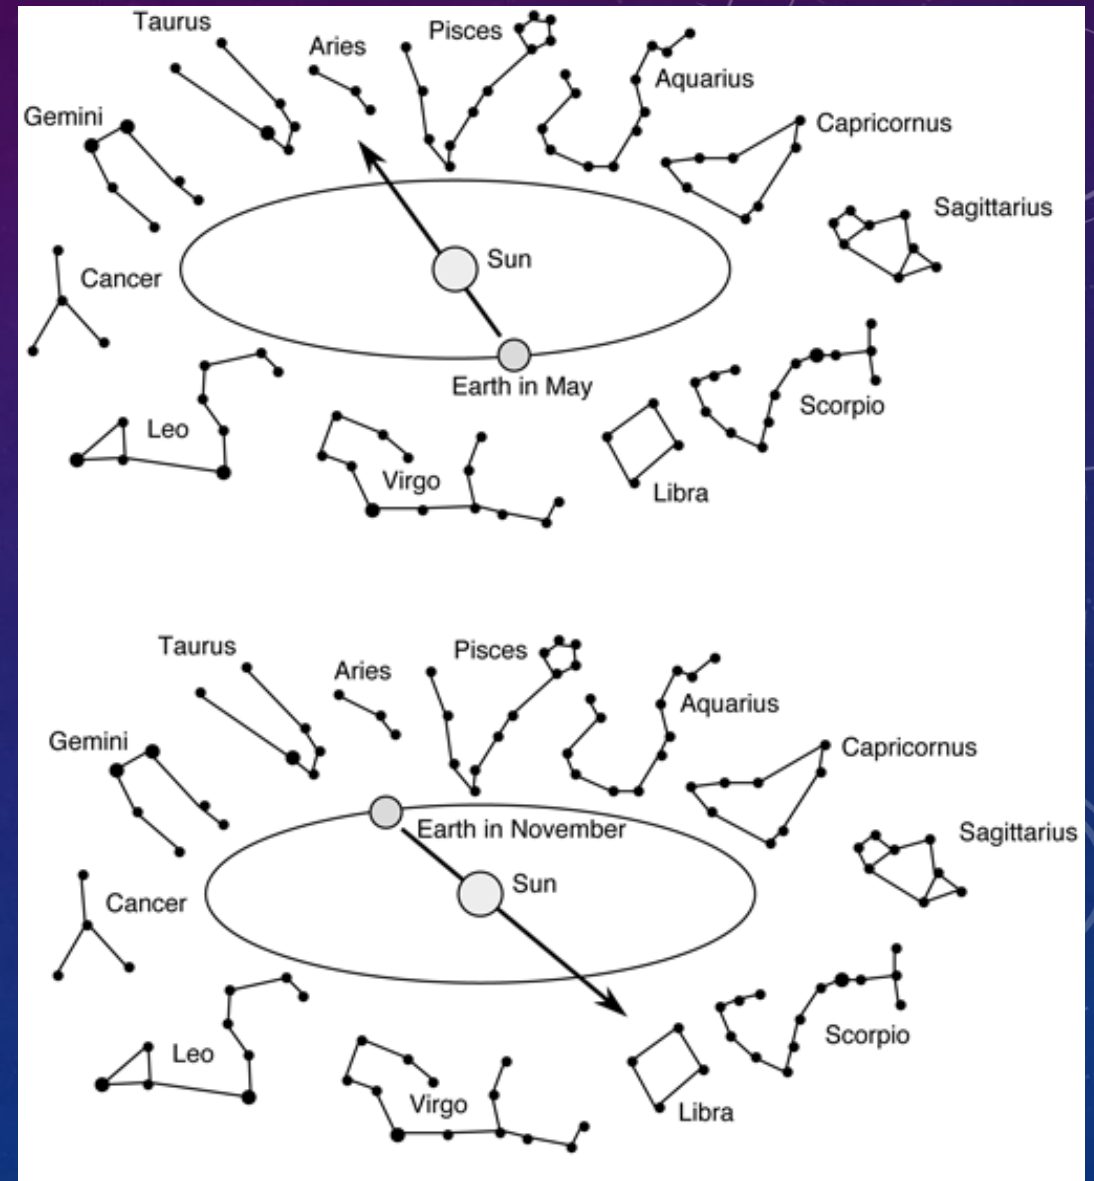 Taurus
Aries
Pisces
Aquarius
Gemini
Capricornus
Sagittarius
Sun
Cancer
Earth in May
Scorpio
Leo
Virgo
Libra
Taurus
Aries
Pisces
Aquarius
Gemini
Capricornus
Earth in November
Sagittarius
Sun
Cancer
Scorpio
Leo
Virgo
Libra